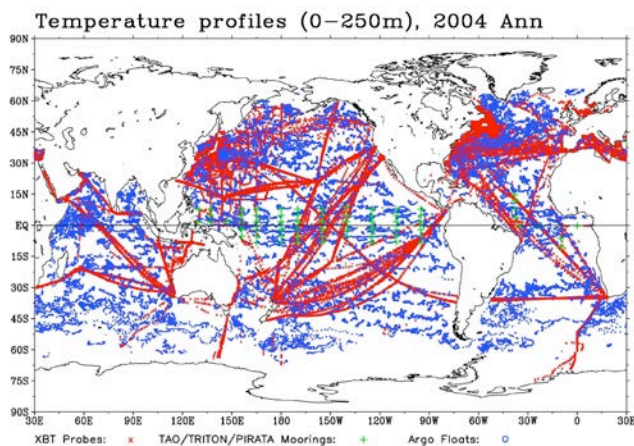 Temperature profiles (0-250m), 2004 Ann
90N
75N
60N
45N
30N
15N
EQ
15S
30S
45S
60S
75S
90S
30E 60E 90E 120E 150E 180 150W 120W 90W 60W 30W 0 30E
XBT Probes: x TAO/TRITON/PIRATA Moorings: + Argo Floats: o